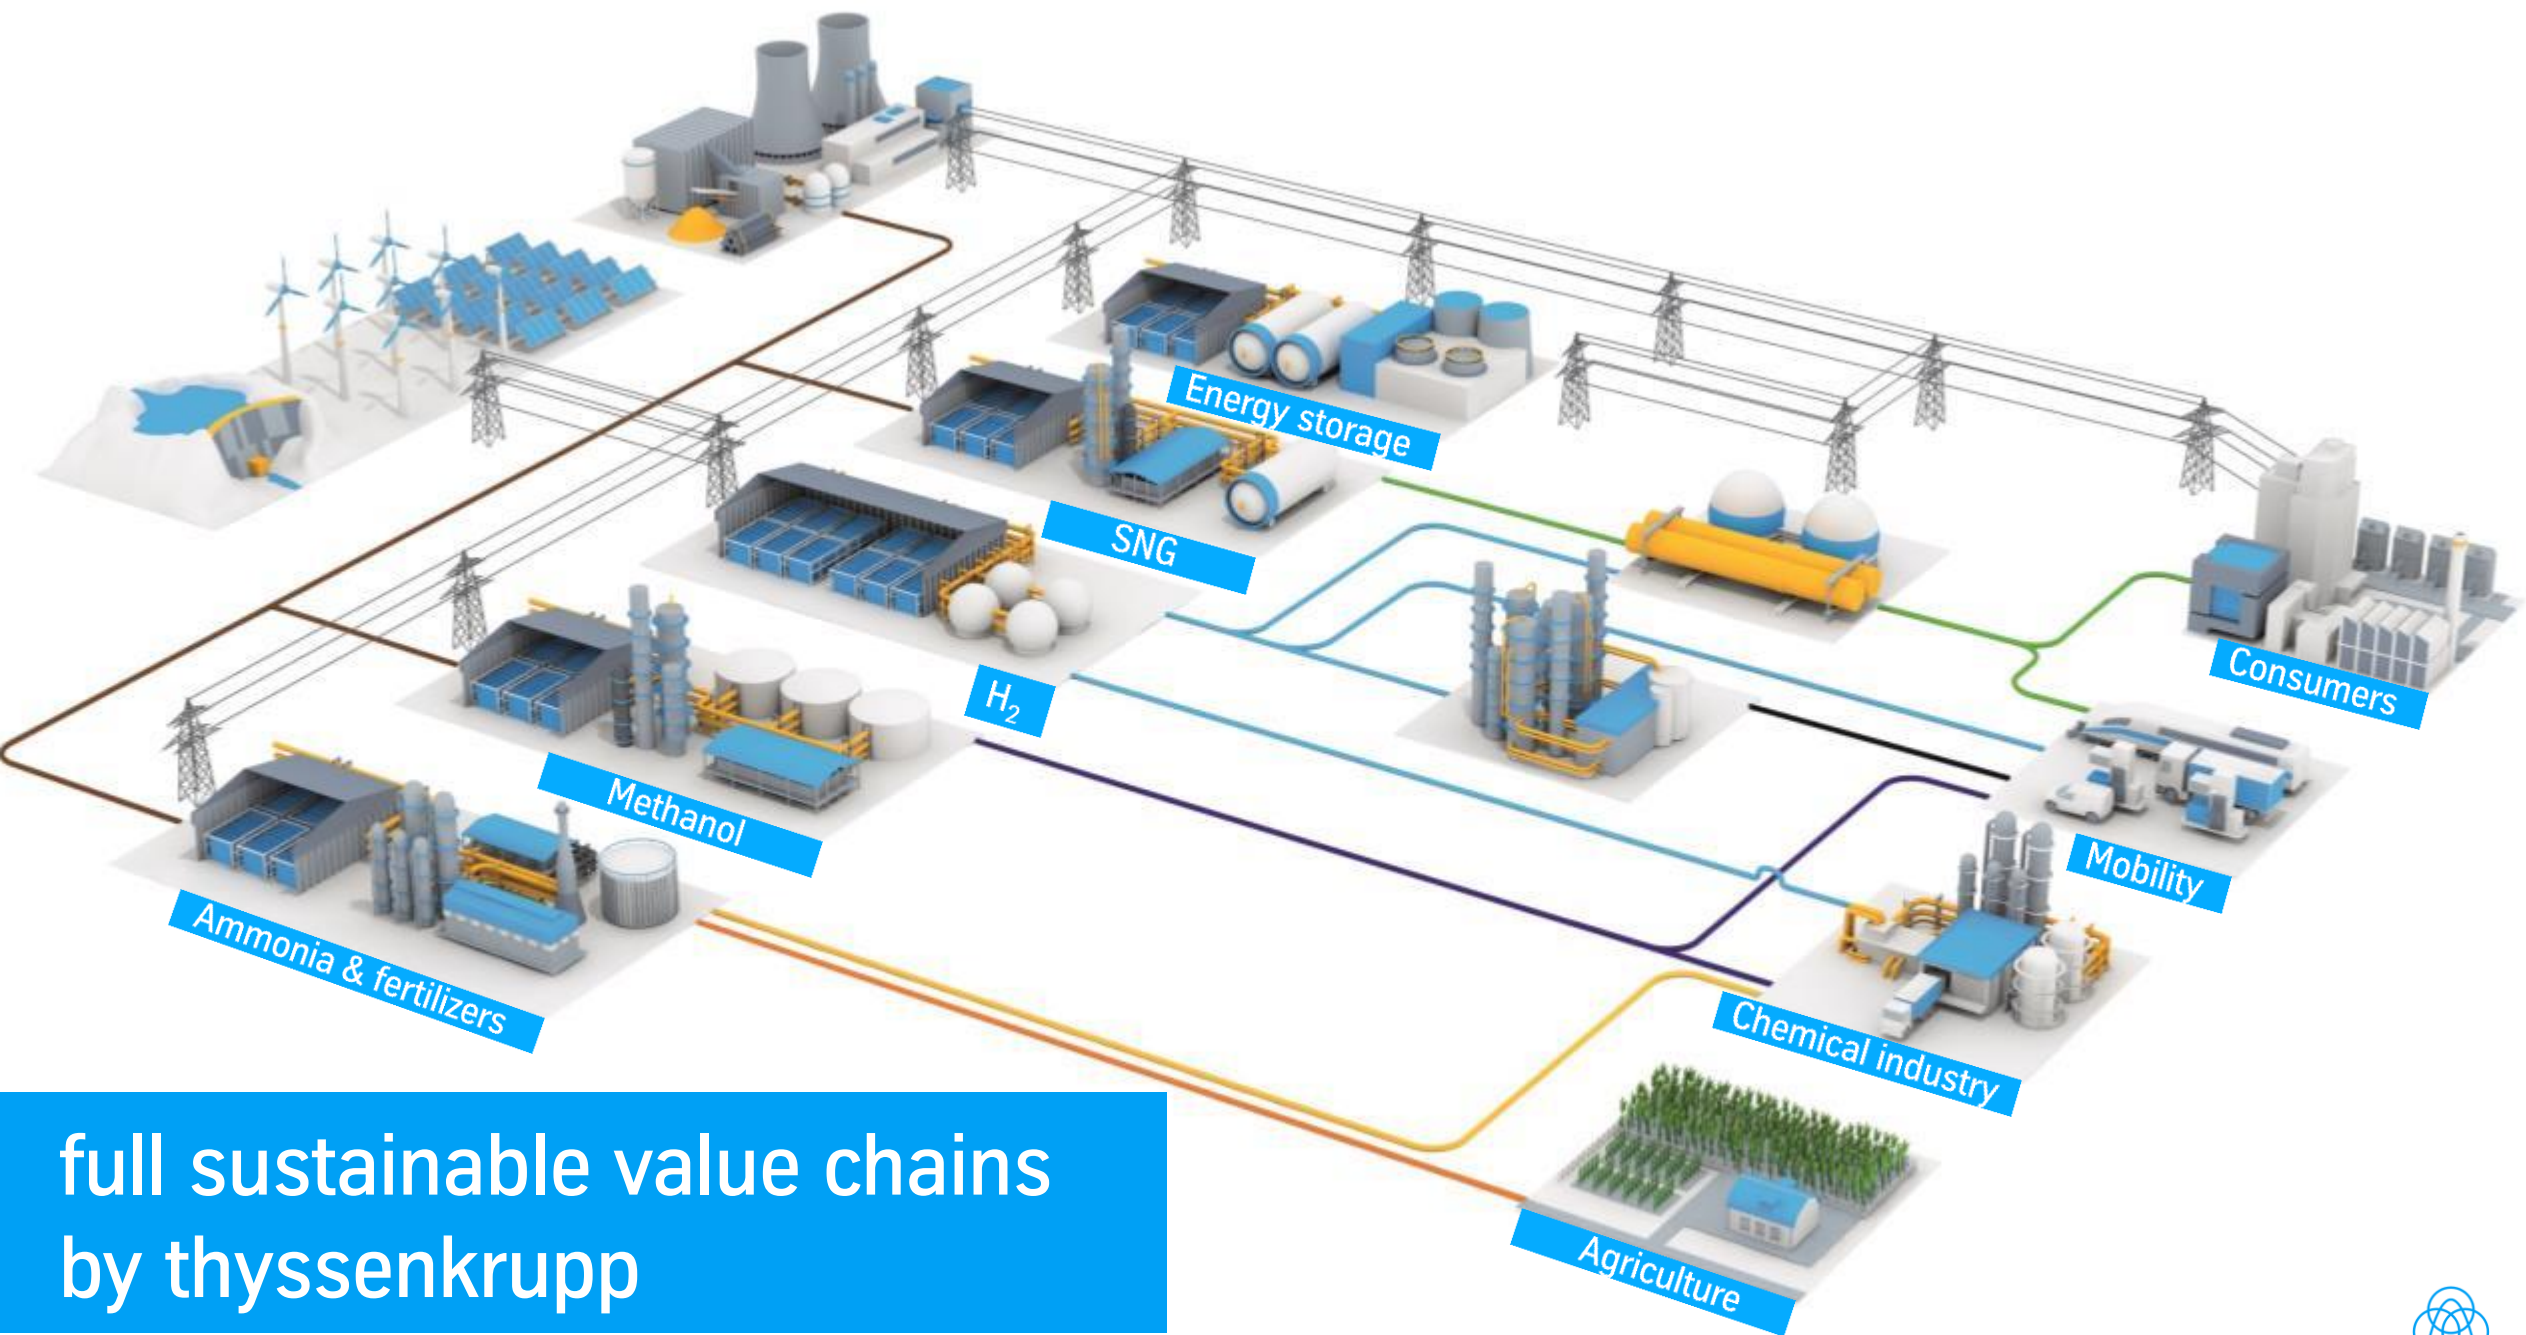 Energy storage
SNG
H₂
Methanol
Ammonia & fertilizers
Consumers
Mobility
Chemical industry
Agriculture
full sustainable value chains
by thyssenkrupp